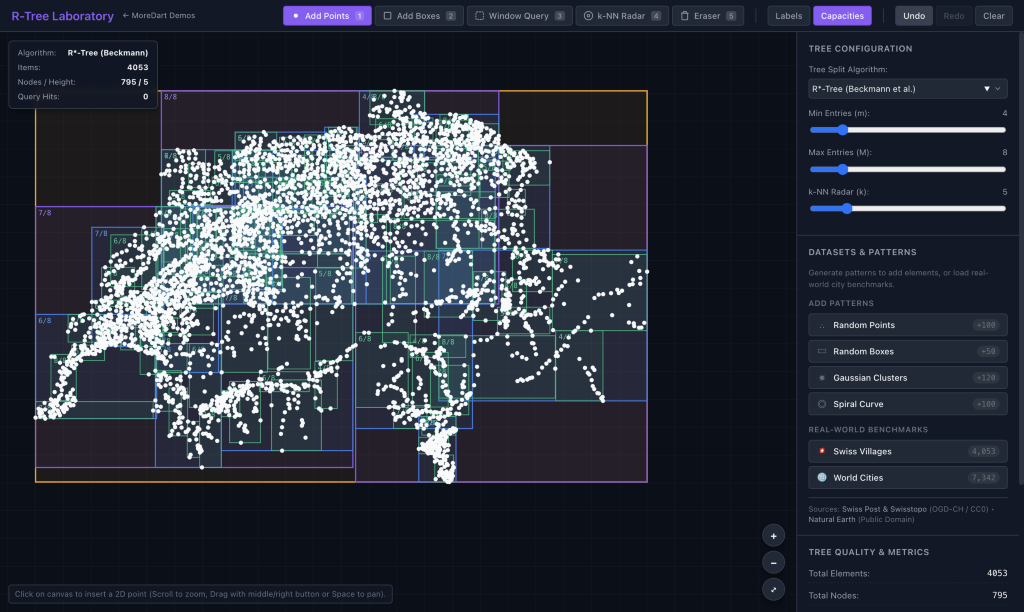 R-Tree Laboratory
← MoreDart Demos
Add Points 1
Add Boxes 2
Window Query 3
k-NN Radar 4
Eraser 5
Labels
Capacities
Undo
Redo
Clear
Algorithm: R*-Tree (Beckmann)
Items: 4053
Nodes / Height: 795 / 5
Query Hits: 0
8/8
7/8
7/8
6/8
5/8
8/8
6/8
6/8
8/8
TREE CONFIGURATION
Tree Split Algorithm:
R*-Tree (Beckmann et al.)
Min Entries (m): 4
Max Entries (M): 8
k-NN Radar (k): 5
DATASETS & PATTERNS
Generate patterns to add elements, or load real-
world city benchmarks.
ADD PATTERNS
Random Points +100
Random Boxes +50
Gaussian Clusters +120
Spiral Curve +100
REAL-WORLD BENCHMARKS
Swiss Villages 4,053
World Cities 7,342
Sources: Swiss Post & Swisstopo (OGD-CH / CC0) •
Natural Earth (Public Domain)
TREE QUALITY & METRICS
Total Elements: 4053
Total Nodes: 795
+
−
Click on canvas to insert a 2D point (Scroll to zoom, Drag with middle/right button or Space to pan).